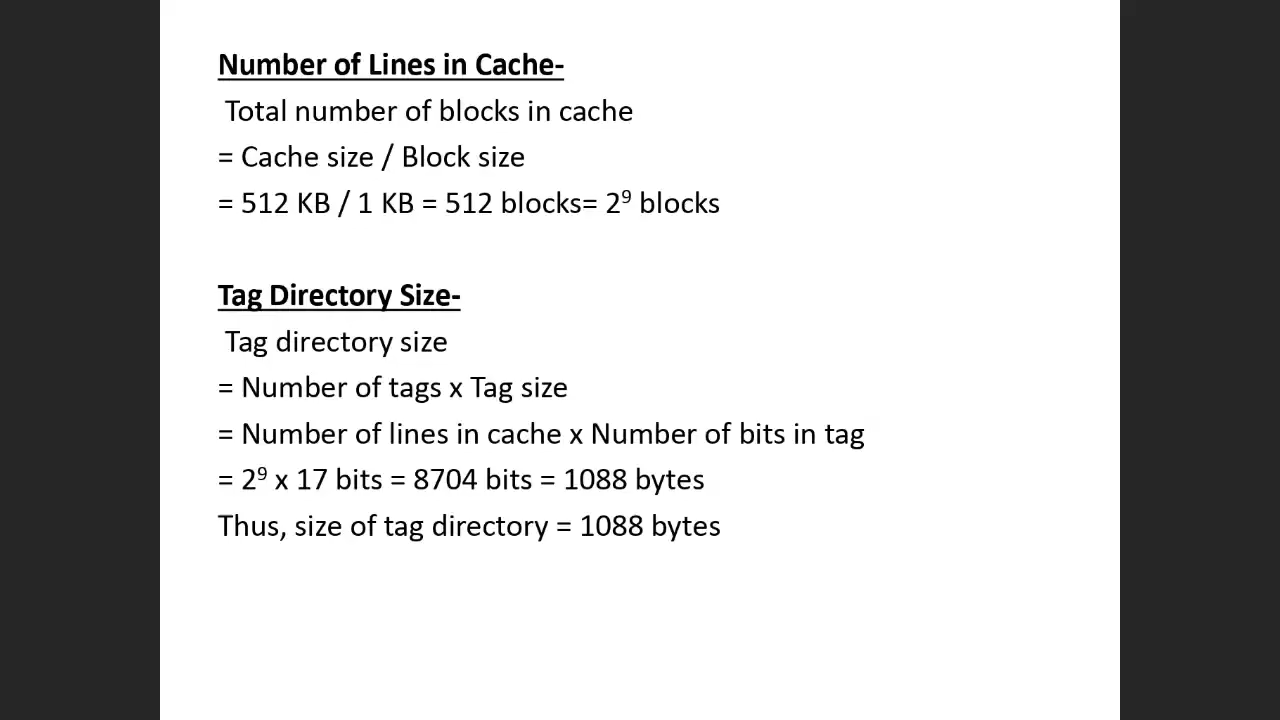 Number of Lines in Cache-
Total number of blocks in cache
= Cache size / Block size
= 512 KB / 1 KB = 512 blocks= 2⁹ blocks
Tag Directory Size-
Tag directory size
= Number of tags x Tag size
= Number of lines in cache x Number of bits in tag
= 2⁹ x 17 bits = 8704 bits = 1088 bytes
Thus, size of tag directory = 1088 bytes